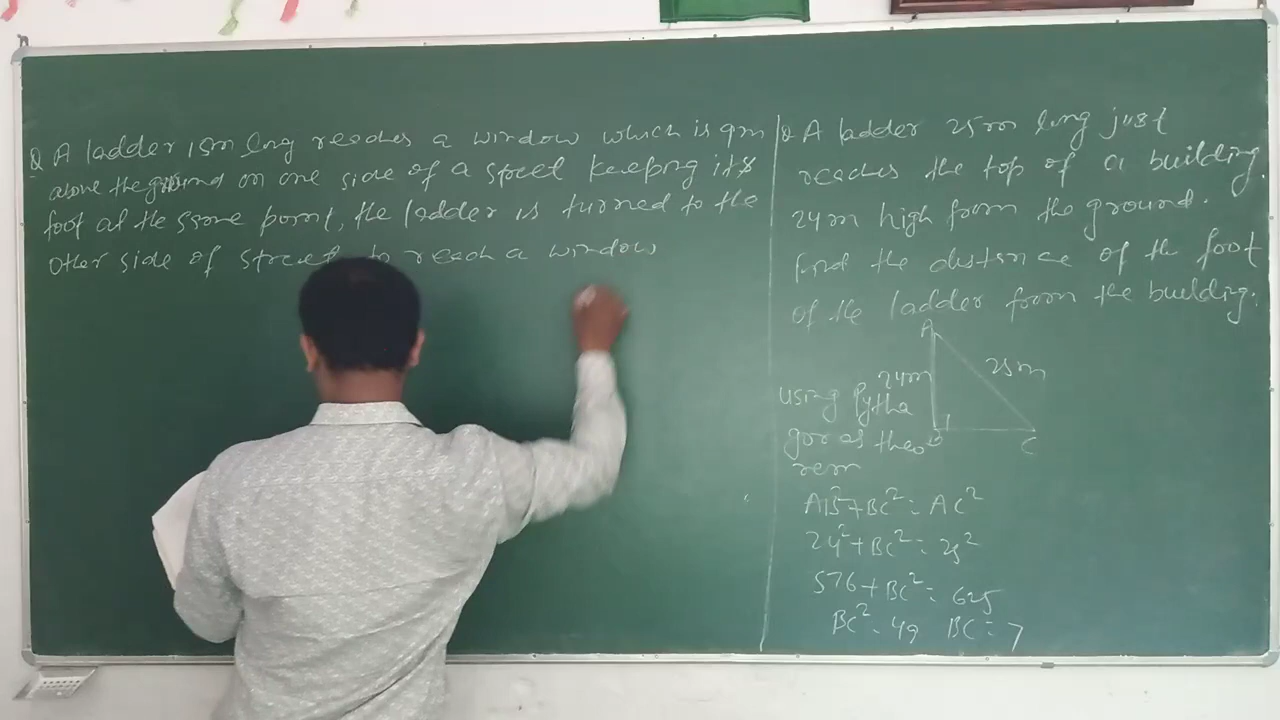 Q A ladder 15m long reaches a window which is 9m
above the ground on one side of a street keeping its
foot at the same point, the ladder is turned to the
other side of street to reach a window
Q A ladder 25m long just
reaches the top of a building
24m high from the ground.
find the distance of the foot
of the ladder from the building.
A
24m
25m
B
C
using Pytha
goras theo
rem
AB²+BC²=AC²
24²+BC²=25²
576+BC²=625
BC²=49 BC=7